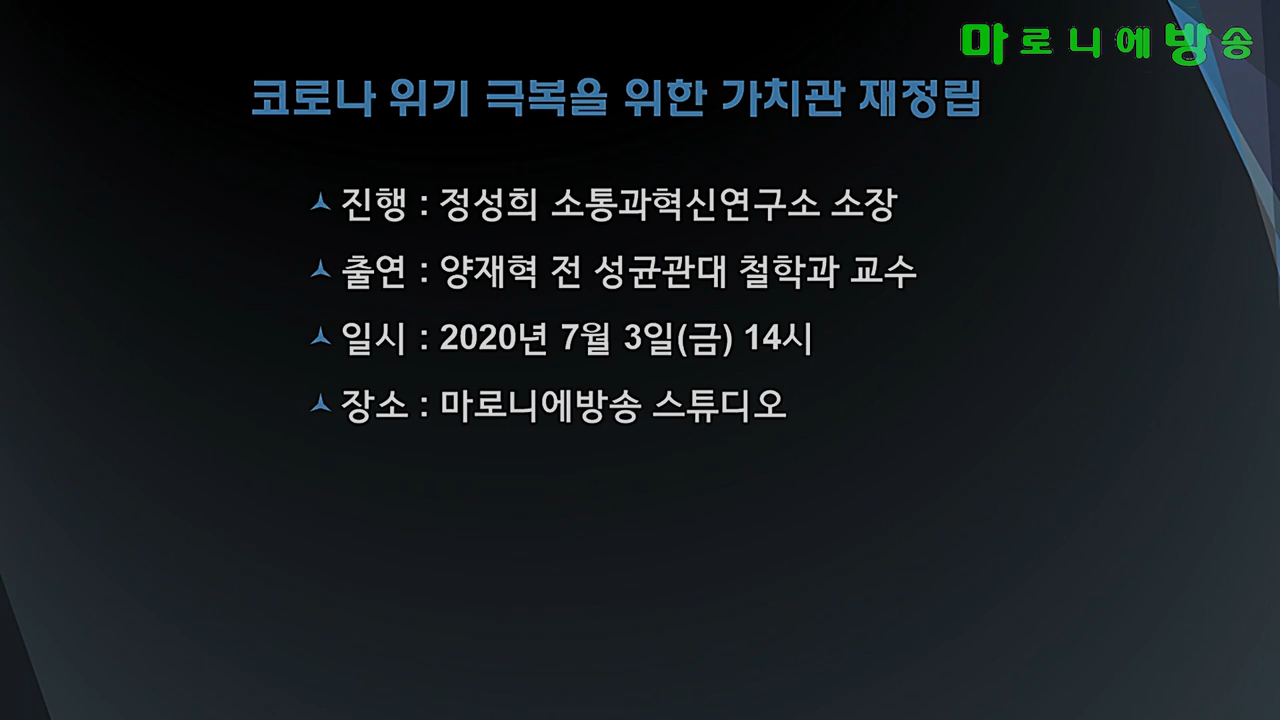 마로니에방송
코로나 위기 극복을 위한 가치관 재정립
진행 : 정성희 소통과혁신연구소 소장
출연 : 양재혁 전 성균관대 철학과 교수
일시 : 2020년 7월 3일(금) 14시
장소 : 마로니에방송 스튜디오